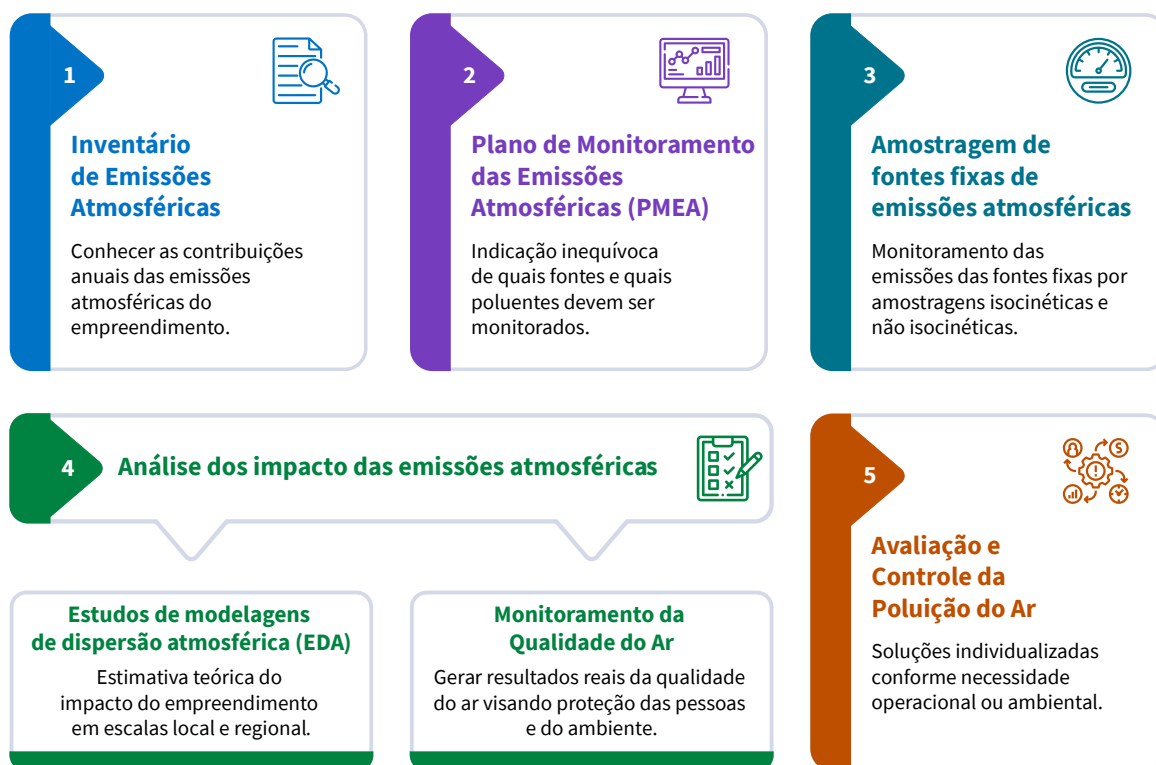 1
Inventário
de Emissões
Atmosféricas
Conhecer as contribuições
anuais das emissões
atmosféricas do
empreendimento.
2
Plano de Monitoramento
das Emissões
Atmosféricas (PMEA)
Indicação inequívoca
de quais fontes e quais
poluentes devem ser
monitorados.
3
Amostragem de
fontes fixas de
emissões atmosféricas
Monitoramento das
emissões das fontes fixas por
amostragens isocinéticas e
não isocinéticas.
4
Análise dos impacto das emissões atmosféricas
Estudos de modelagens
de dispersão atmosférica (EDA)
Estimativa teórica do
impacto do empreendimento
em escalas local e regional.
Monitoramento da
Qualidade do Ar
Gerar resultados reais da qualidade
do ar visando proteção das pessoas
e do ambiente.
5
Avaliação e
Controle da
Poluição do Ar
Soluções individualizadas
conforme necessidade
operacional ou ambiental.